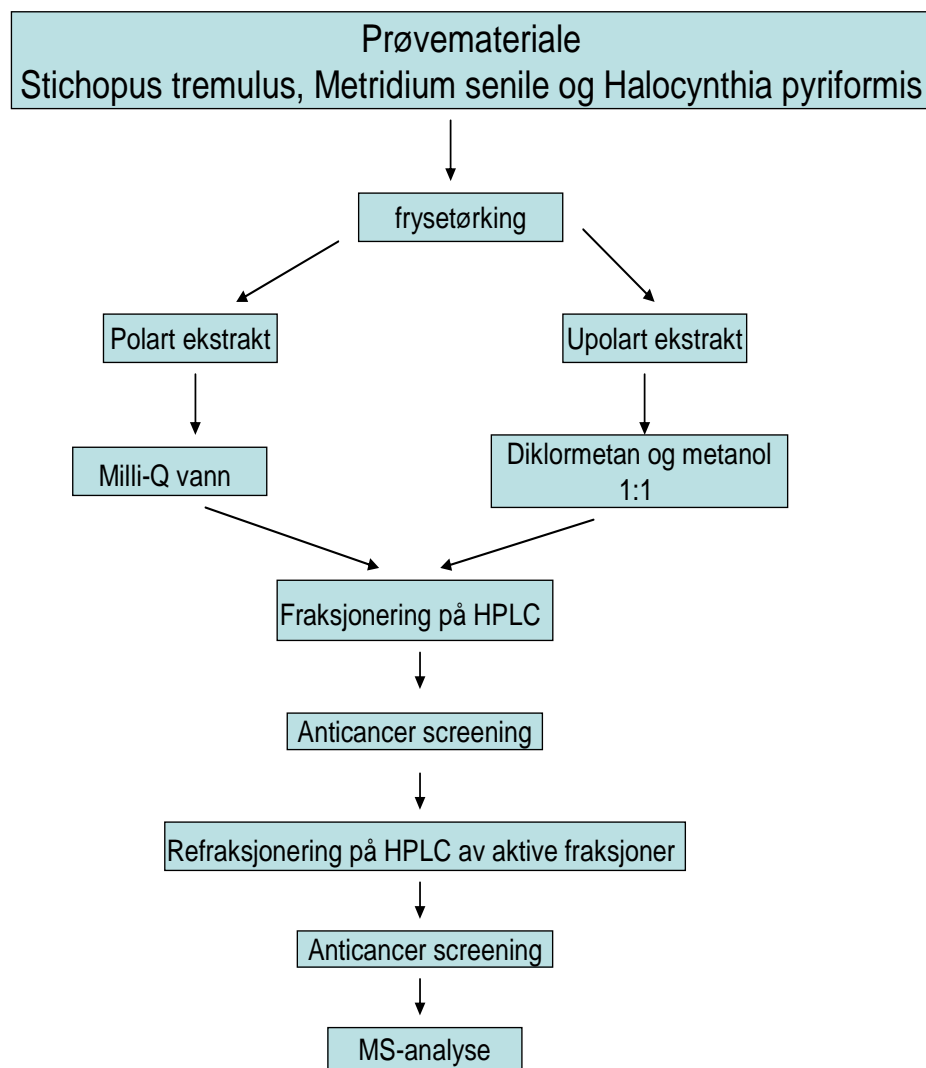 Prøvemateriale
Stichopus tremulus, Metridium senile og Halocynthia pyriformis
frysetørking
Polart ekstrakt
Upolart ekstrakt
Milli-Q vann
Diklormetan og metanol
1:1
Fraksjonering på HPLC
Anticancer screening
Refraksjonering på HPLC av aktive fraksjoner
Anticancer screening
MS-analyse